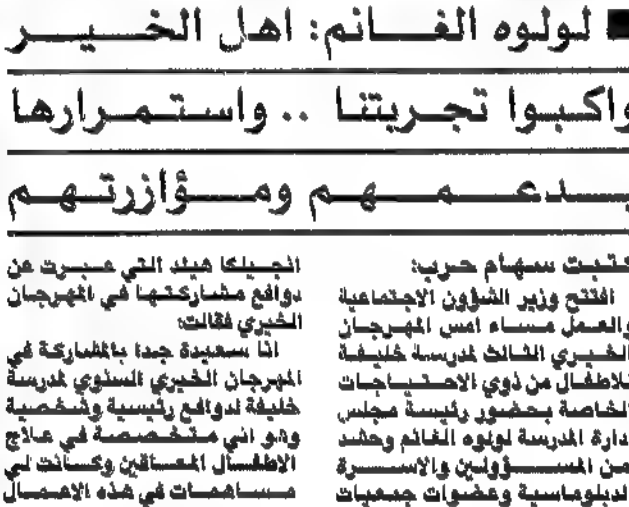 ■ لولوه الغانم: اهل الخير
واكبوا تجربتنا .. واستمرارها
بدعمهم ومؤازرتهم
كتبت سهام حرب:
افتتح وزير الشؤون الاجتماعية
والعمل مساء امس المهرجان
الخيري الثالث لمدرسة خليفة
للاطفال من ذوي الاحتياجات
الخاصة بحضور رئيسة مجلس
ادارة المدرسة لولوه الغانم وحشد
من المسؤولين والاسرة
الدبلوماسية وعضوات جمعيات
انجيلكا هيلد التي عبرت عن
دوافع مشاركتها في المهرجان
الخيري فقالت:
انا سعيدة جدا بالمشاركة في
المهرجان الخيري السنوي لمدرسة
خليفة لدوافع رئيسية وشخصية
وهو اني متخصصة في علاج
الاطفال المعاقين وكانت لي
مساهمات في هذه الاعمال